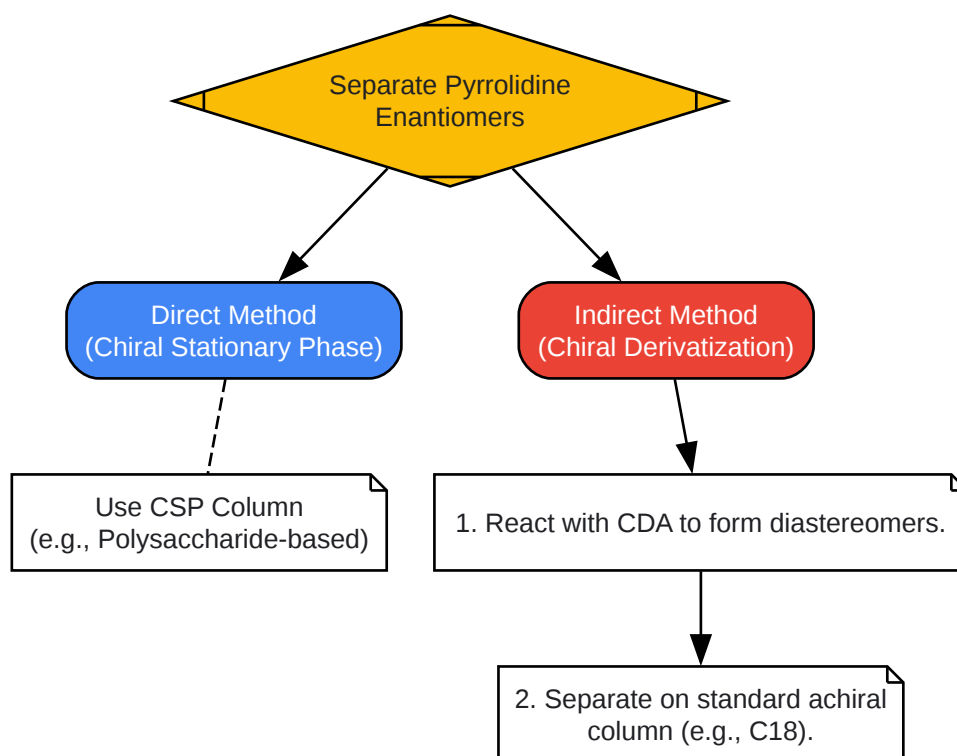 Separate Pyrrolidine
Enantiomers
Direct Method
(Chiral Stationary Phase)
Indirect Method
(Chiral Derivatization)
Use CSP Column
(e.g., Polysaccharide-based)
1. React with CDA to form diastereomers.
2. Separate on standard achiral
column (e.g., C18).